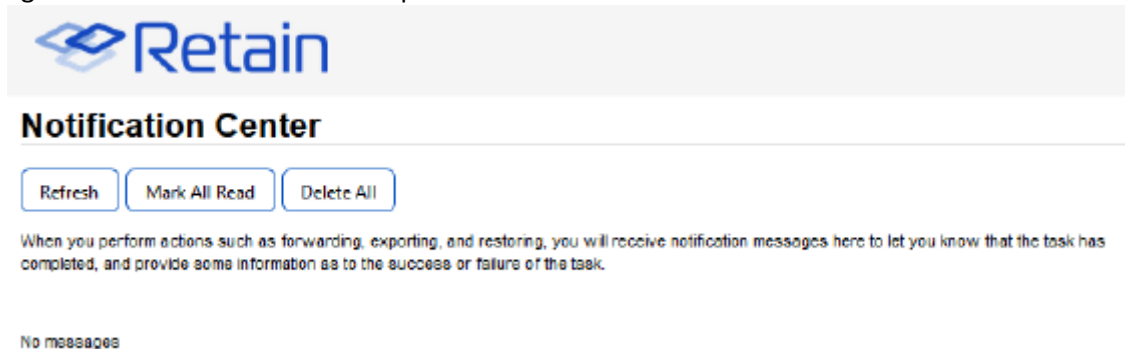 Retain
Notification Center
Refresh Mark All Read Delete All
When you perform actions such as forwarding, exporting, and restoring, you will receive notification messages here to let you know that the task has
completed, and provide some information as to the success or failure of the task.
No messages